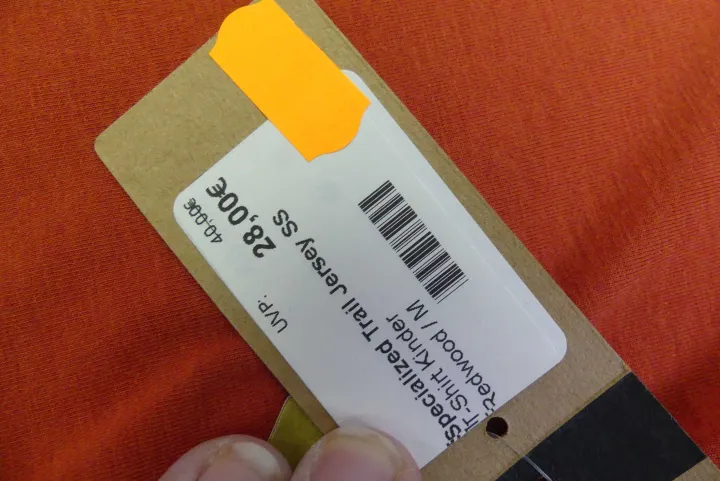 Specialized Trail Jersey SS
T-Shirt Kinder
Redwood / M
UVP:
40,00€
28,00€